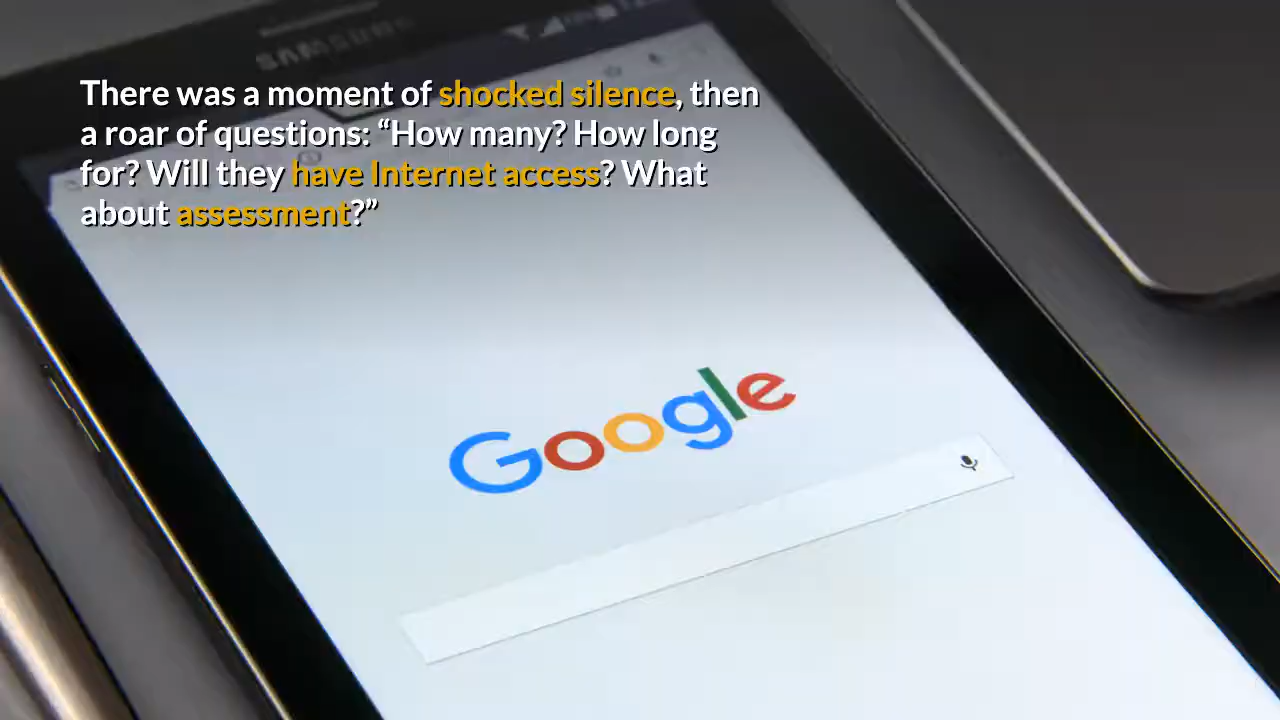 SAMSUNG
There was a moment of shocked silence, then
a roar of questions: “How many? How long
for? Will they have Internet access? What
about assessment?”
Google